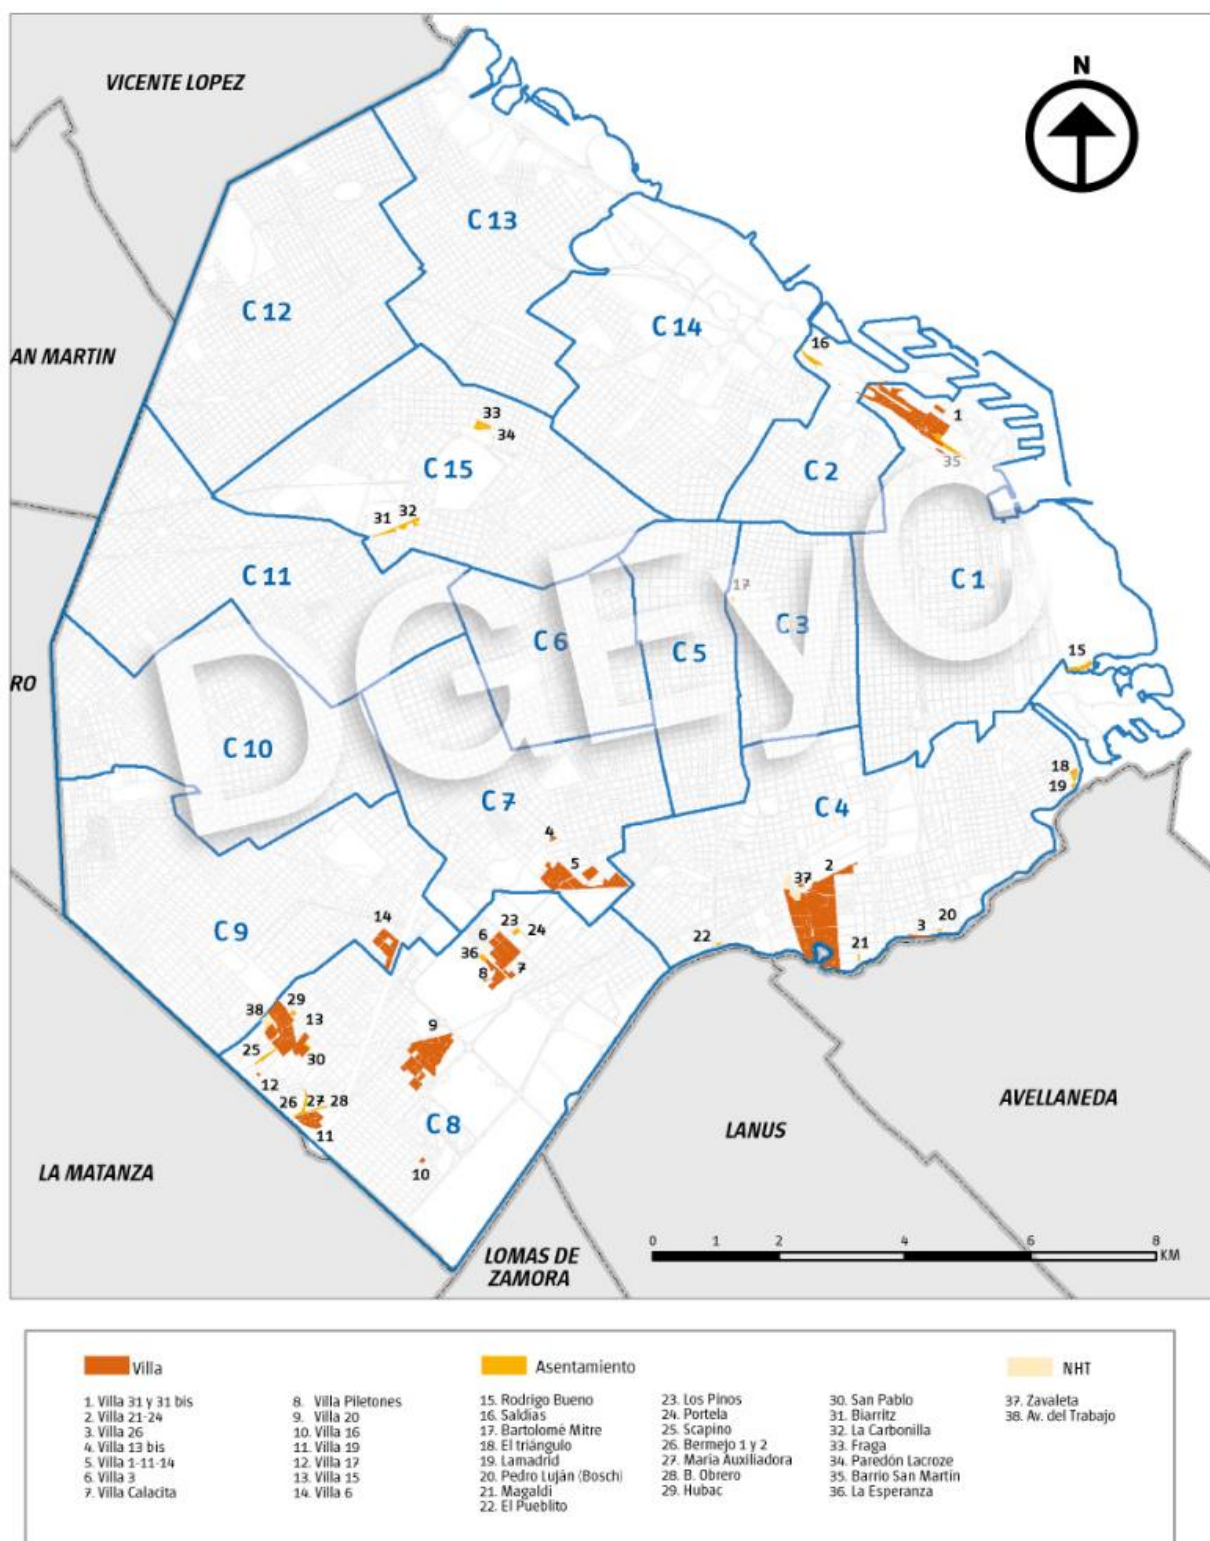 VICENTE LOPEZ
N
C 13
C 12
C 14
AN MARTIN
16
33
34
1
35
C 15
C 2
31
32
C 11
C 1
17
C 6
C 3
C 5
15
RO
DGEyC
C 10
C 7
C 4
18
19
4
5
37
2
14
C 9
23
24
6
36
8
7
22
21
3
20
38
29
13
9
25
30
12
26
27
28
11
C 8
10
AVELLANEDA
LANUS
LA MATANZA
LOMAS DE
ZAMORA
0 1 2 4 6 8
KM
Villa
1. Villa 31 y 31 bis
2. Villa 21-24
3. Villa 26
4. Villa 13 bis
5. Villa 1-11-14
6. Villa 3
7. Villa Calacita
8. Villa Piletones
9. Villa 20
10. Villa 16
11. Villa 19
12. Villa 17
13. Villa 15
14. Villa 6
Asentamiento
15. Rodrigo Bueno
16. Saldías
17. Bartolomé Mitre
18. El triángulo
19. Lamadrid
20. Pedro Luján (Bosch)
21. Magaldi
22. El Pueblito
23. Los Pinos
24. Portela
25. Scapino
26. Bermejo 1 y 2
27. María Auxiliadora
28. B. Obrero
29. Hubac
30. San Pablo
31. Biarritz
32. La Carbonilla
33. Fraga
34. Paredón Lacroze
35. Barrio San Martín
36. La Esperanza
NHT
37. Zavaleta
38. Av. del Trabajo